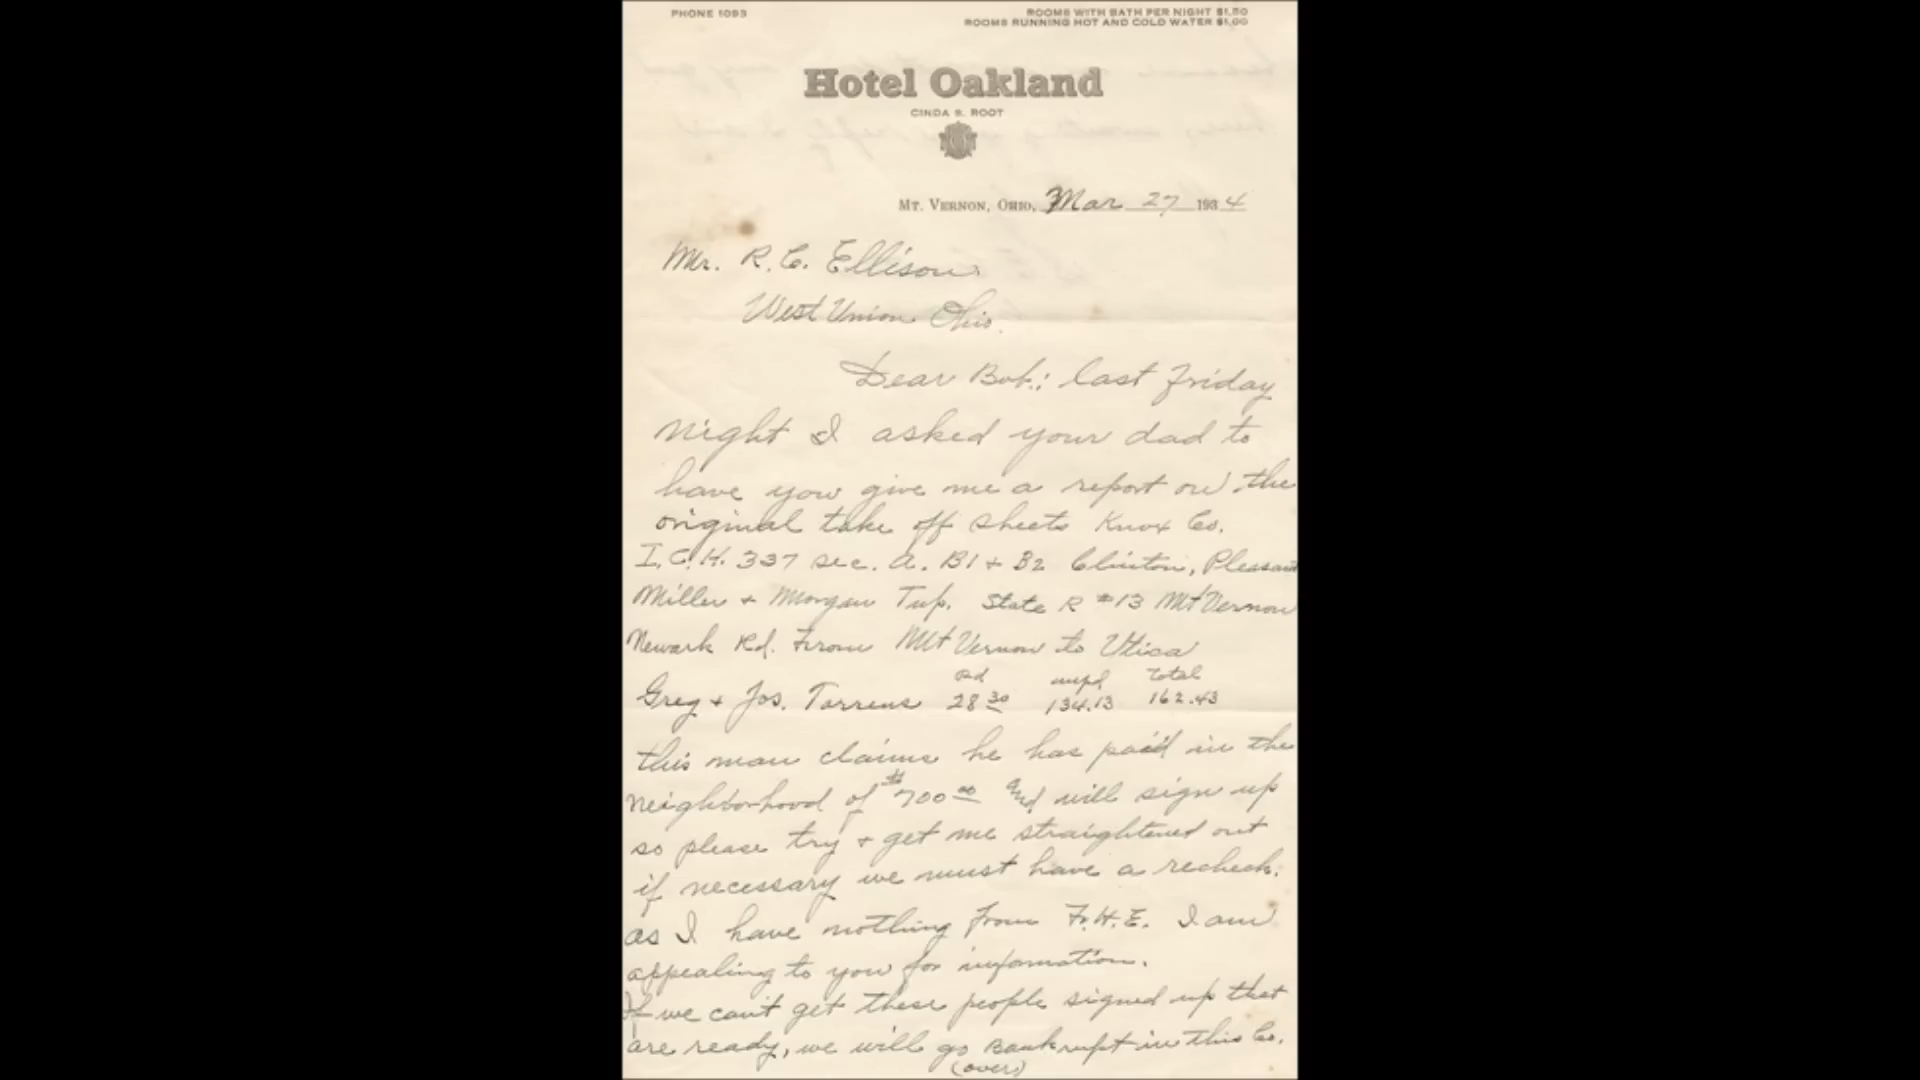 PHONE 1093
ROOMS WITH BATH PER NIGHT $1.50
ROOMS RUNNING HOT AND COLD WATER $1.00
Hotel Oakland
CINDA S. ROOT
MT. VERNON, OHIO, Mar 27 1934
Mr. R. C. Ellison
West Union Ohio.
Dear Bob.: last Friday
night I asked your dad to
have you give me a report on the
original take off sheets Knox Co.
I.C.H. 337 sec. A. B1 + B2 Clinton, Pleasant
Miller + Morgan Twp. State R #13 Mt Vernon
Newark Rd. From Mt Vernon to Utica
Pd unpd Total
Greg + Jos. Torrens 28 30 134.13 162.43
this man claims he has paid in the
neighborhood of $700 00 and will sign up
so please try + get me straightened out
if necessary we must have a recheck.
as I have nothing from F.H.E. I am
appealing to you for information.
If we can't get these people signed up that
are ready, we will go Bankrupt in this Co.
(over)